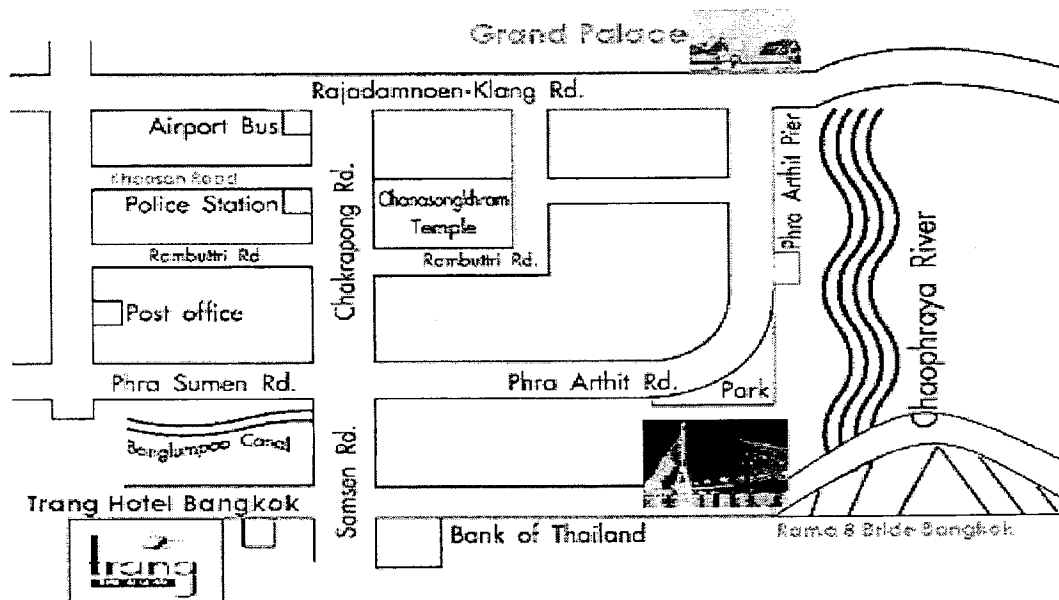 Grand Palace
Rajadamnoen-Klang Rd.
Airport Bus
Khaosan Road
Police Station
Rambuttri Rd
Post office
Phra Sumen Rd.
Banglumpoo Canal
Chakrapong Rd.
Chanasongkhram
Temple
Rambuttri Rd.
Phra Arthit Rd.
Park
Phra Arthit Pier
Chaophraya River
Samsen Rd.
Trang Hotel Bangkok
Bank of Thailand
Rama 8 Bride Bangkok
trang